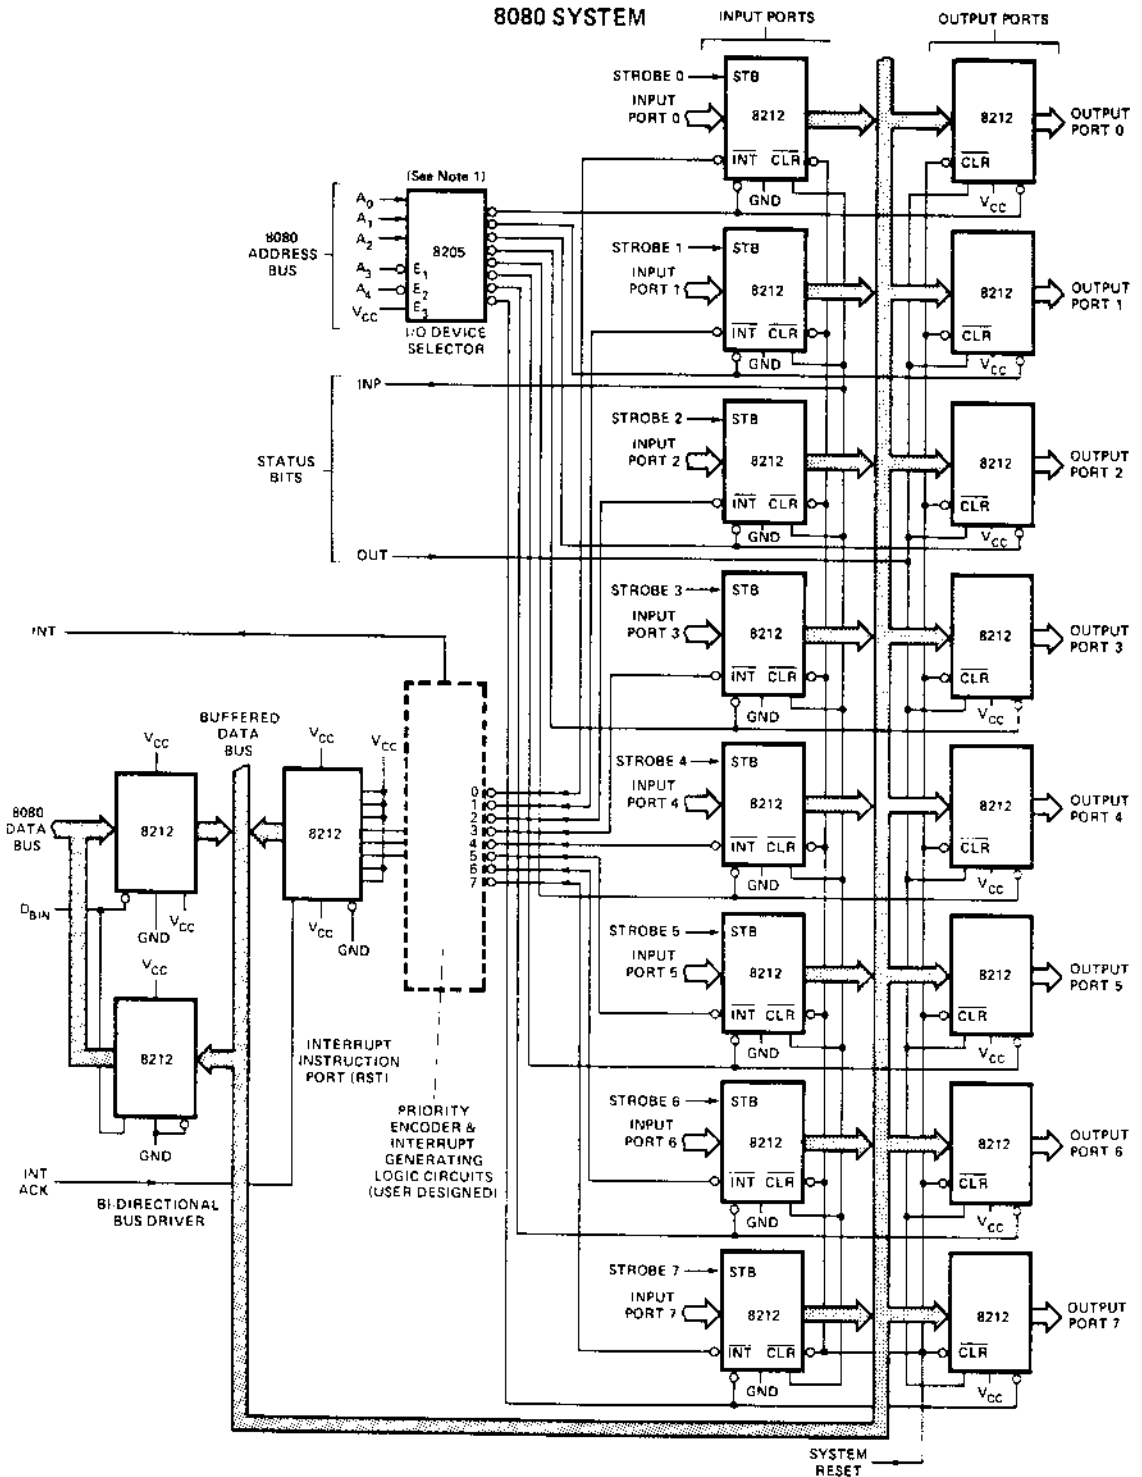 8080 SYSTEM
INPUT PORTS
OUTPUT PORTS
STROBE 0
STB
INPUT
PORT 0
8212
INT CLR
GND
8212
CLR
VCC
OUTPUT
PORT 0
(See Note 1)
8080
ADDRESS
BUS
A0
A1
A2
A3
A4
VCC
8205
E1
E2
E3
I/O DEVICE
SELECTOR
STROBE 1
STB
INPUT
PORT 1
8212
INT CLR
GND
8212
CLR
VCC
OUTPUT
PORT 1
STATUS
BITS
INP
OUT
STROBE 2
STB
INPUT
PORT 2
8212
INT CLR
GND
8212
CLR
VCC
OUTPUT
PORT 2
STROBE 3
STB
INPUT
PORT 3
8212
INT CLR
GND
8212
CLR
VCC
OUTPUT
PORT 3
INT
BUFFERED
DATA
BUS
VCC
VCC
VCC
8080
DATA
BUS
8212
8212
0
1
2
3
4
5
6
7
DBIN
GND
VCC
VCC
GND
STROBE 4
STB
INPUT
PORT 4
8212
INT CLR
GND
8212
CLR
VCC
OUTPUT
PORT 4
VCC
8212
GND
INTERRUPT
INSTRUCTION
PORT (RST)
PRIORITY
ENCODER &
INTERRUPT
GENERATING
LOGIC CIRCUITS
(USER DESIGNED)
STROBE 5
STB
INPUT
PORT 5
8212
INT CLR
GND
8212
CLR
VCC
OUTPUT
PORT 5
INT
ACK
BI-DIRECTIONAL
BUS DRIVER
STROBE 6
STB
INPUT
PORT 6
8212
INT CLR
GND
8212
CLR
VCC
OUTPUT
PORT 6
STROBE 7
STB
INPUT
PORT 7
8212
INT CLR
GND
8212
CLR
VCC
OUTPUT
PORT 7
SYSTEM
RESET